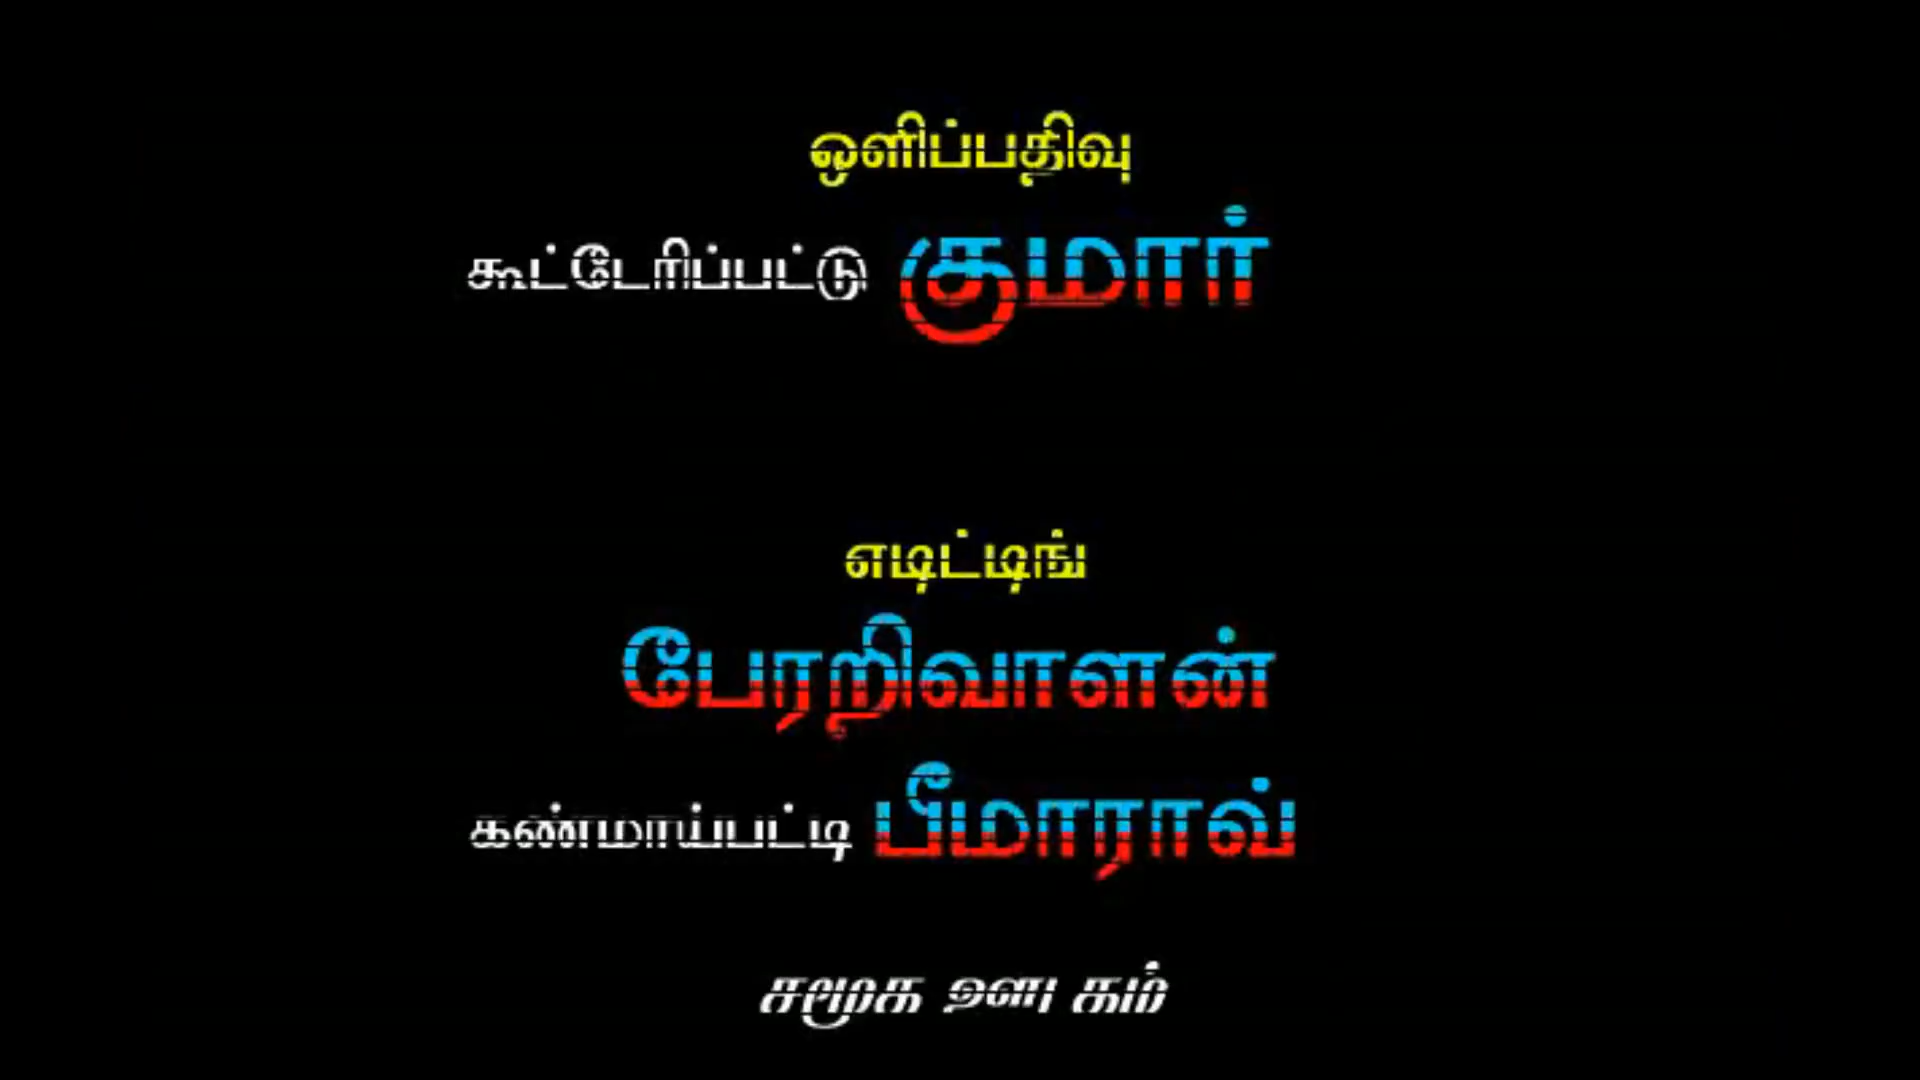 ஒளிப்பதிவு
கூட்டேரிப்பட்டு குமார்
எடிட்டிங்
பேரறிவாளன்
கண்மாய்பட்டி பீமாராவ்
சமூக ஊடகம்